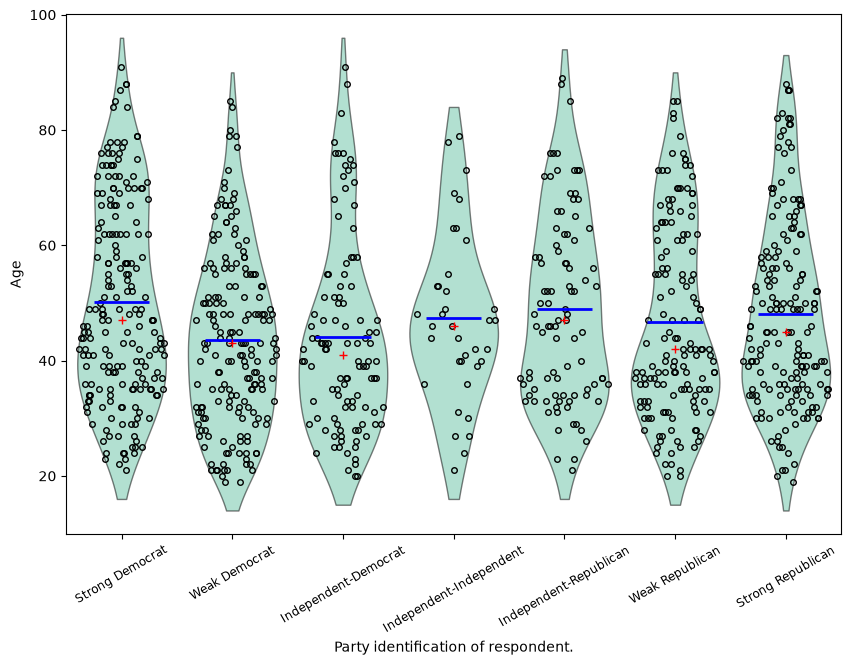 100
80
60
40
20
Age
Strong Democrat
Weak Democrat
Independent-Democrat
Independent-Independent
Independent-Republican
Weak Republican
Strong Republican
Party identification of respondent.